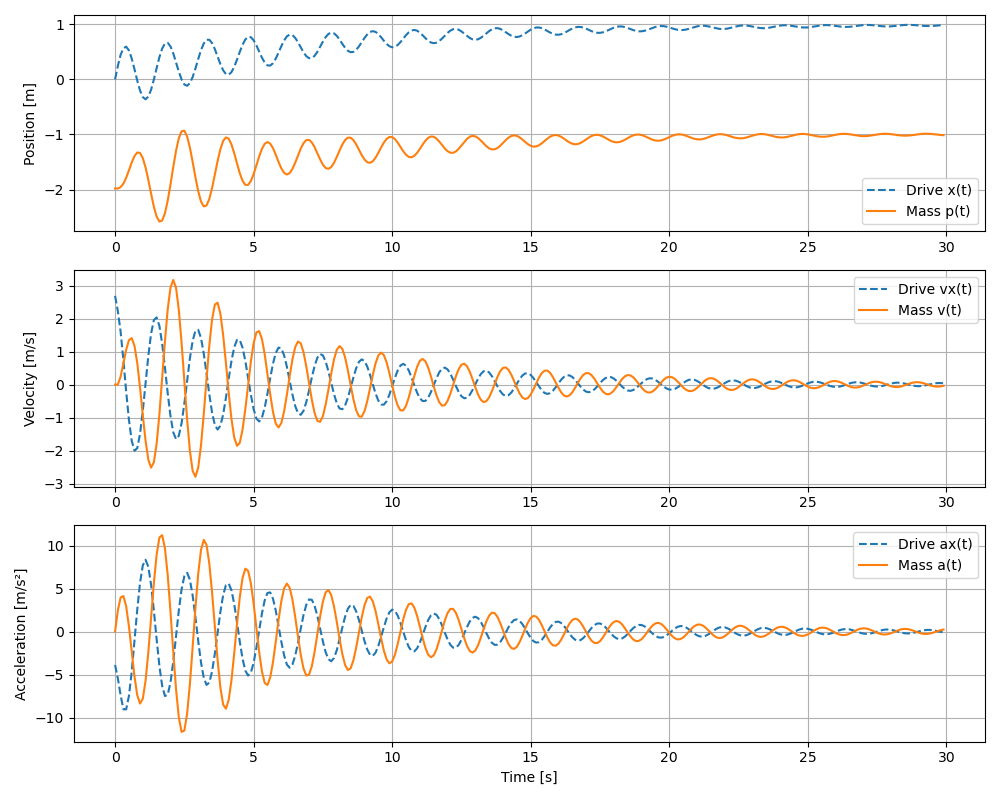 1
0
−1
−2
Position [m]
Drive x(t)
Mass p(t)
0 5 10 15 20 25 30
3
2
1
0
−1
−2
−3
Velocity [m/s]
Drive vx(t)
Mass v(t)
0 5 10 15 20 25 30
10
5
0
−5
−10
Acceleration [m/s²]
Drive ax(t)
Mass a(t)
0 5 10 15 20 25 30
Time [s]